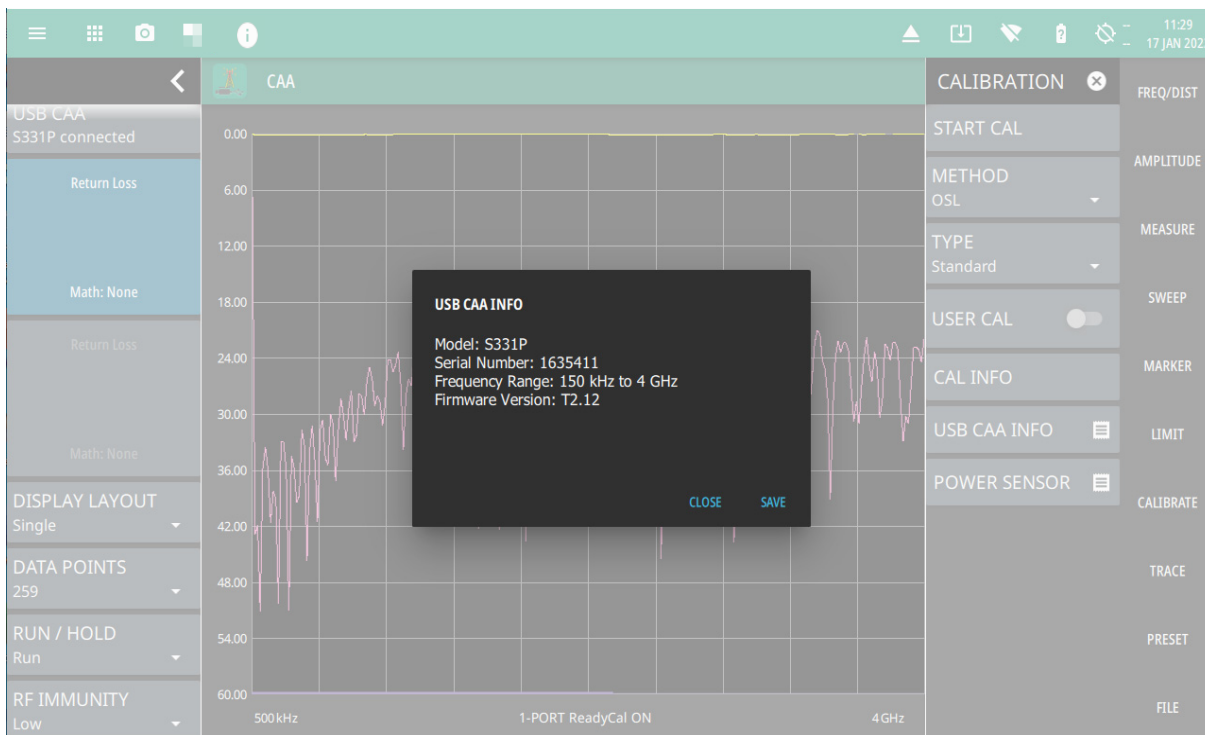 11:29
17 JAN 202
USB CAA
S331P connected
Return Loss
Math: None
Return Loss
Math: None
DISPLAY LAYOUT
Single
DATA POINTS
259
RUN / HOLD
Run
RF IMMUNITY
Low
CAA
0.00
6.00
12.00
18.00
24.00
30.00
36.00
42.00
48.00
54.00
60.00
500 kHz
1-PORT ReadyCal ON
4 GHz
USB CAA INFO
Model: S331P
Serial Number: 1635411
Frequency Range: 150 kHz to 4 GHz
Firmware Version: T2.12
CLOSE
SAVE
CALIBRATION
START CAL
METHOD
OSL
TYPE
Standard
USER CAL
CAL INFO
USB CAA INFO
POWER SENSOR
FREQ/DIST
AMPLITUDE
MEASURE
SWEEP
MARKER
LIMIT
CALIBRATE
TRACE
PRESET
FILE